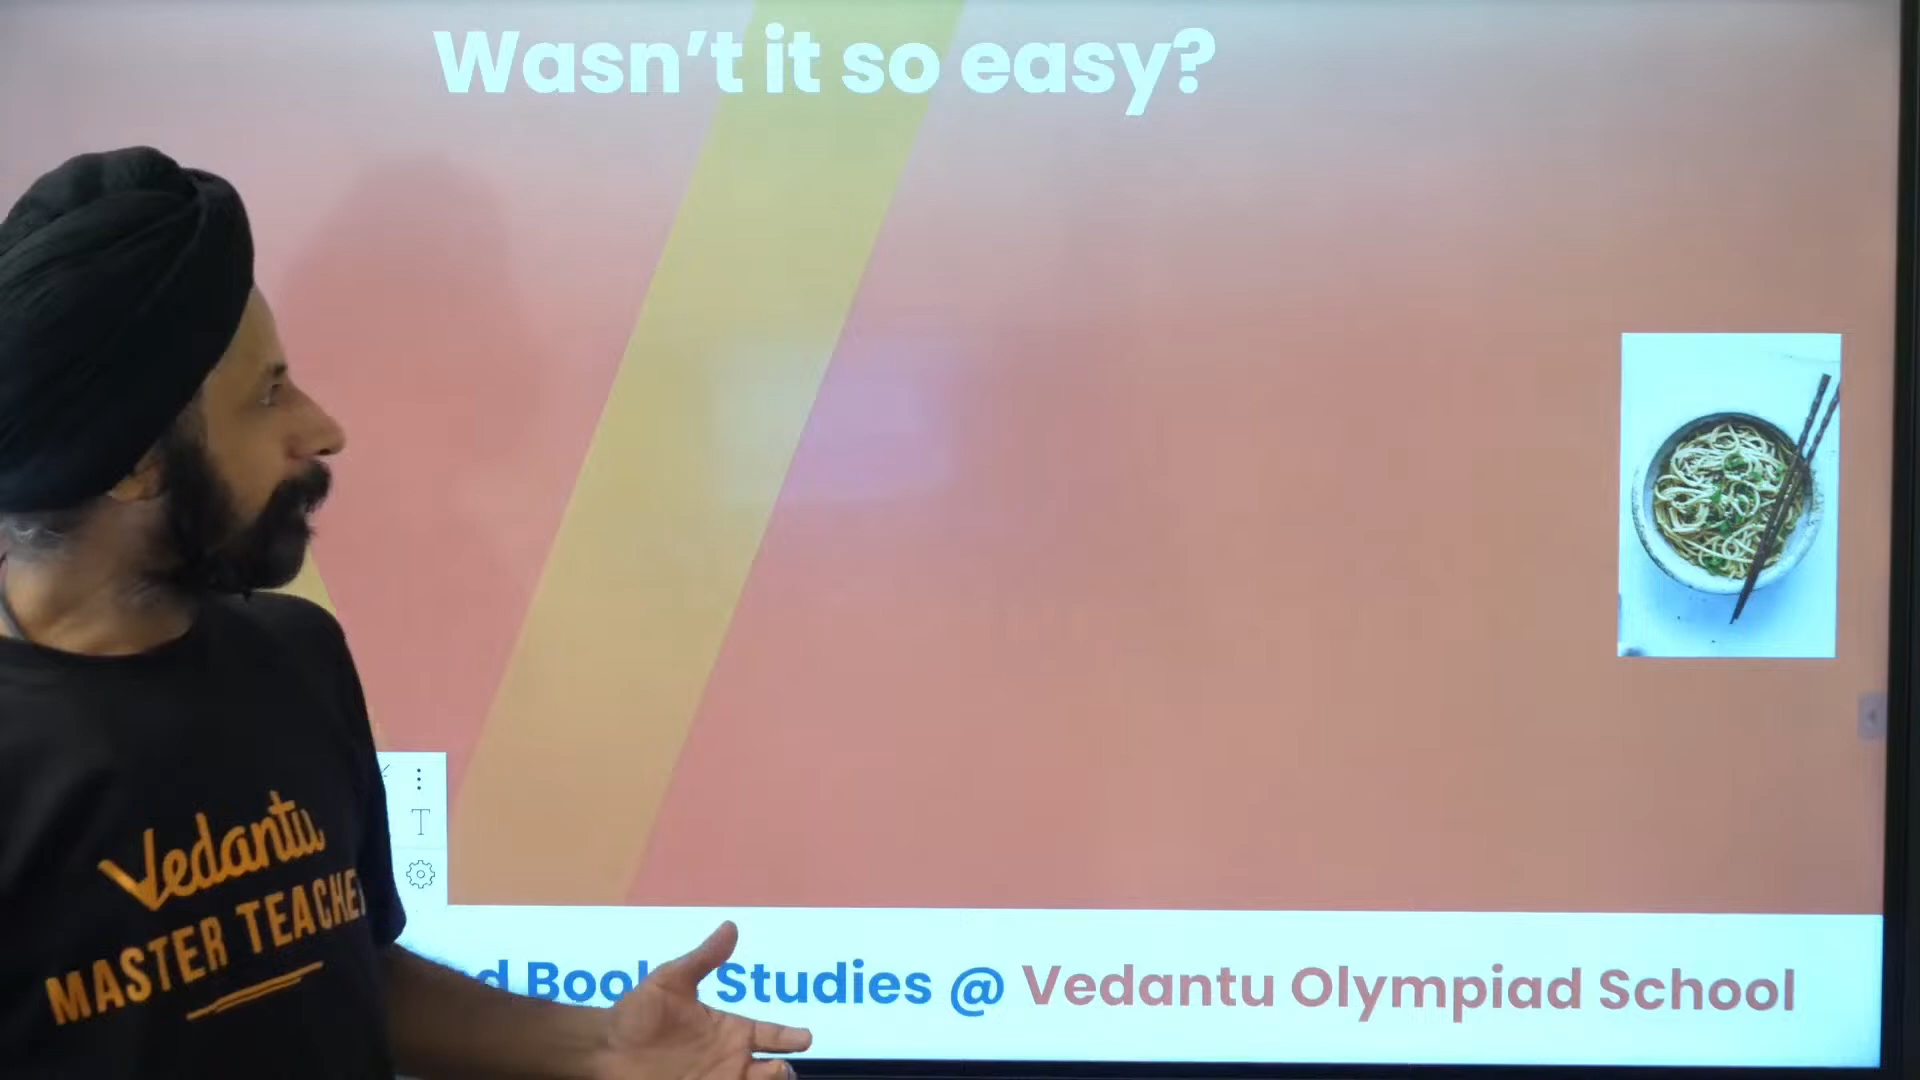 Wasn't it so easy?
T
Vedantu
MASTER TEACHER
Studies @ Vedantu Olympiad School